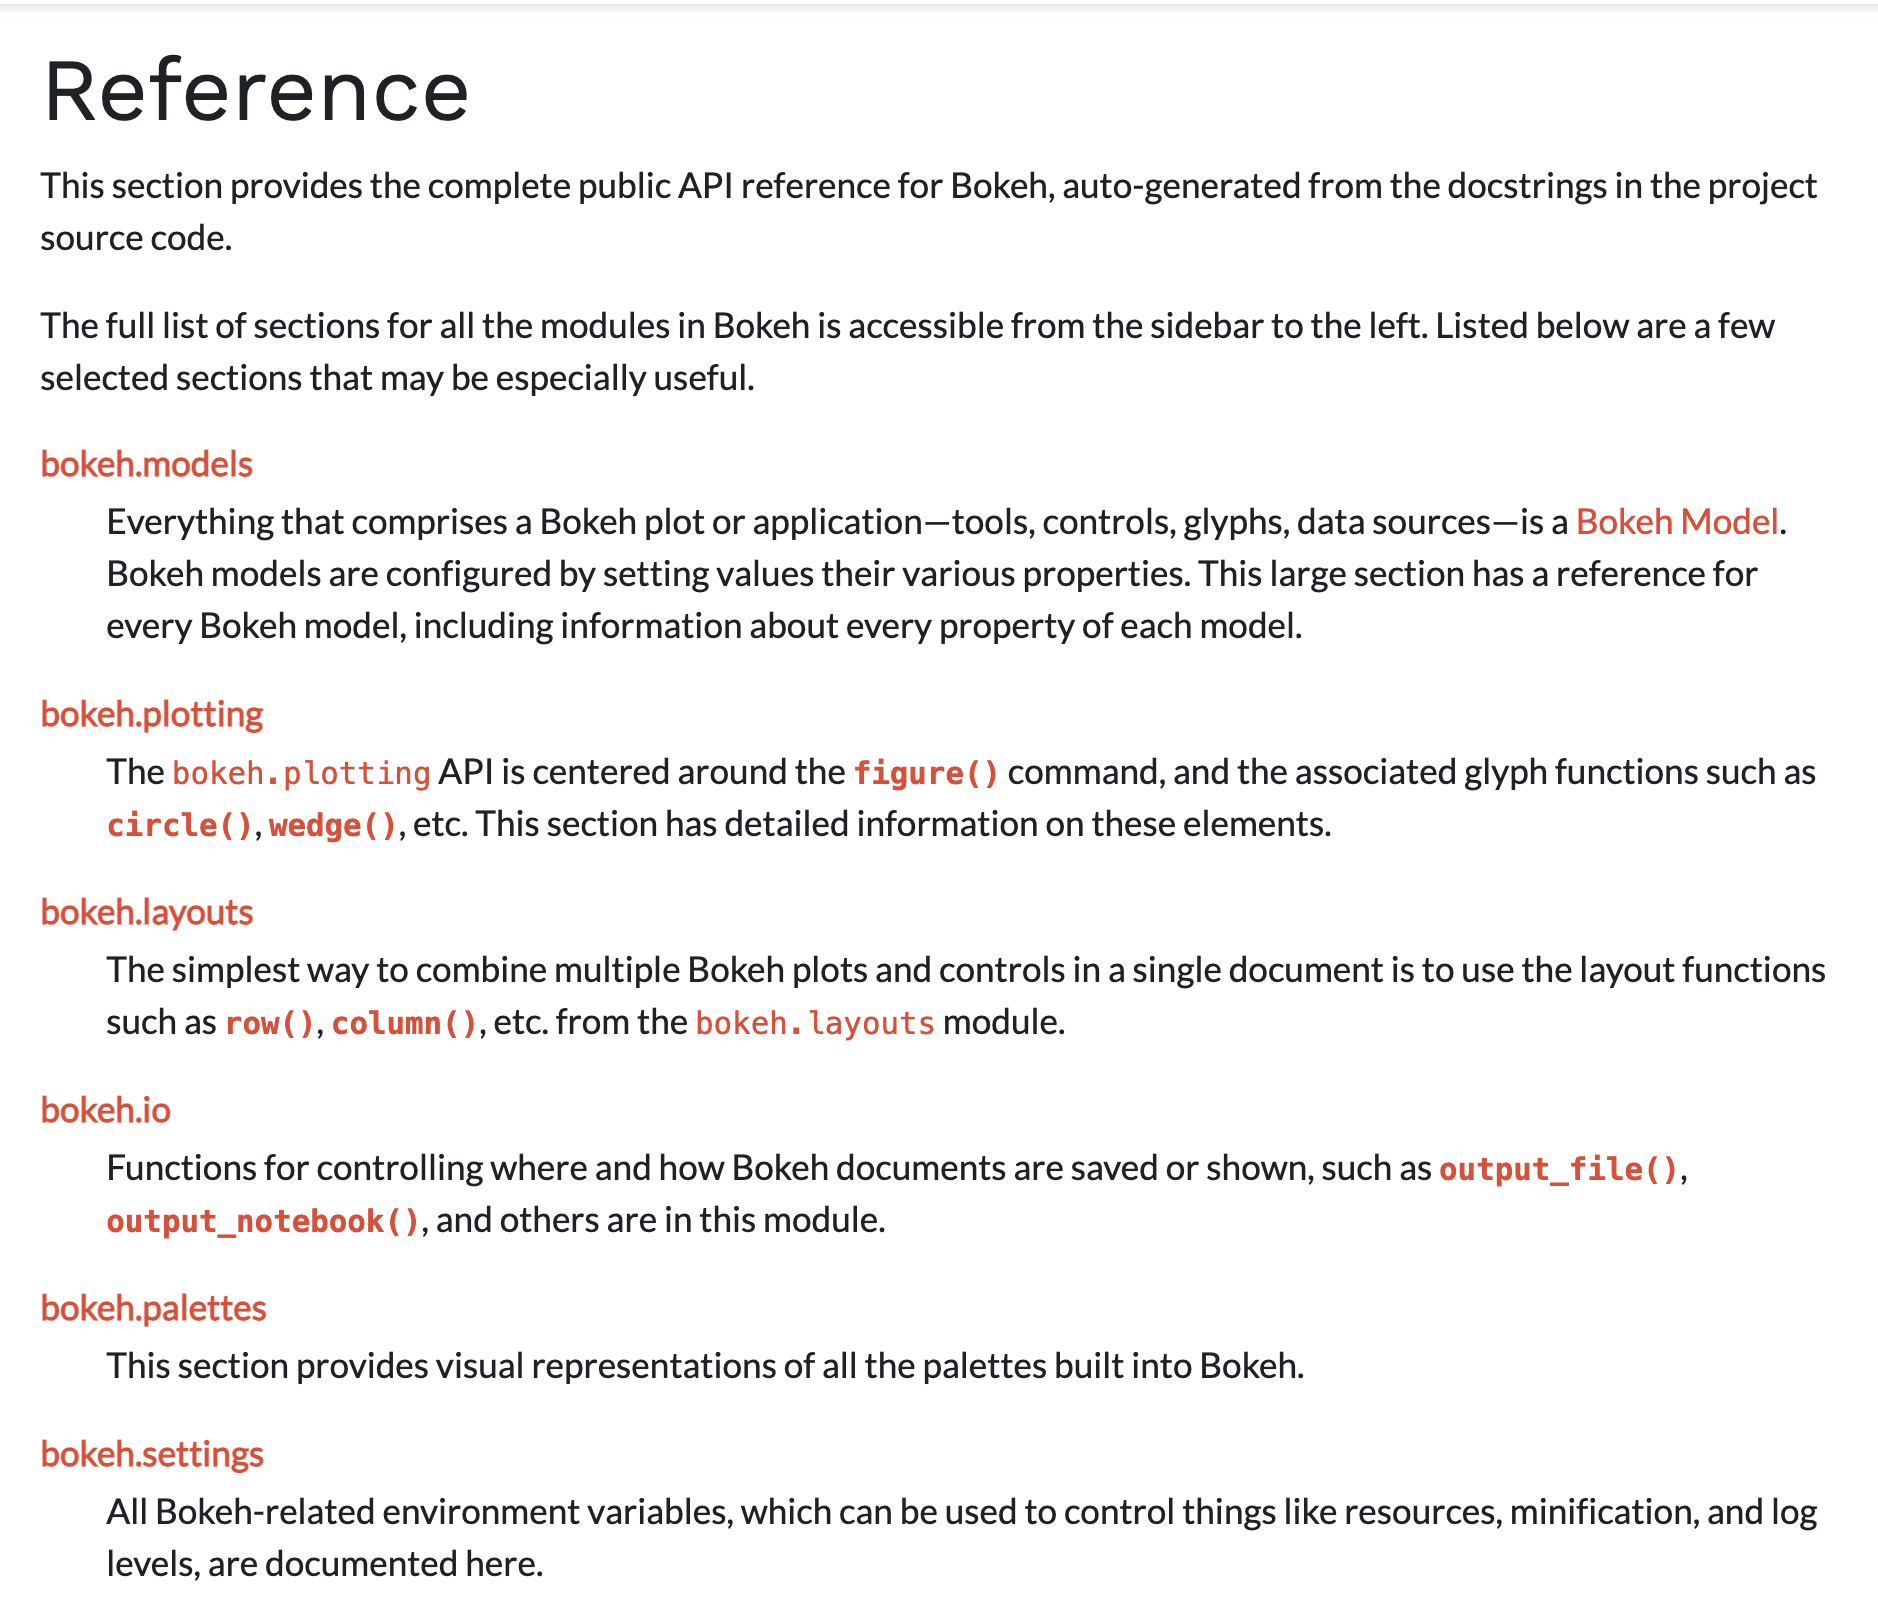 Reference
This section provides the complete public API reference for Bokeh, auto-generated from the docstrings in the project
source code.
The full list of sections for all the modules in Bokeh is accessible from the sidebar to the left. Listed below are a few
selected sections that may be especially useful.
bokeh.models
Everything that comprises a Bokeh plot or application—tools, controls, glyphs, data sources—is a Bokeh Model.
Bokeh models are configured by setting values their various properties. This large section has a reference for
every Bokeh model, including information about every property of each model.
bokeh.plotting
The bokeh.plotting API is centered around the figure() command, and the associated glyph functions such as
circle(), wedge(), etc. This section has detailed information on these elements.
bokeh.layouts
The simplest way to combine multiple Bokeh plots and controls in a single document is to use the layout functions
such as row(), column(), etc. from the bokeh.layouts module.
bokeh.io
Functions for controlling where and how Bokeh documents are saved or shown, such as output_file(),
output_notebook(), and others are in this module.
bokeh.palettes
This section provides visual representations of all the palettes built into Bokeh.
bokeh.settings
All Bokeh-related environment variables, which can be used to control things like resources, minification, and log
levels, are documented here.